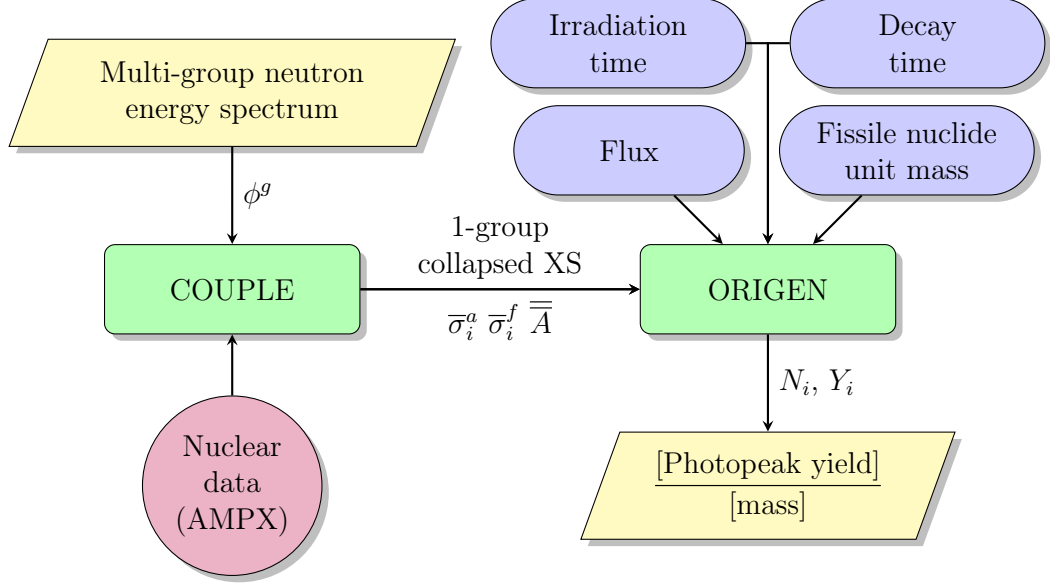 Multi-group neutron
energy spectrum
Irradiation
time
Decay
time
Flux
Fissile nuclide
unit mass
ϕ^g
COUPLE
1-group
collapsed XS
σ̅_i^a σ̅_i^f A̿
ORIGEN
Nuclear
data
(AMPX)
N_i, Y_i
[Photopeak yield]
[mass]